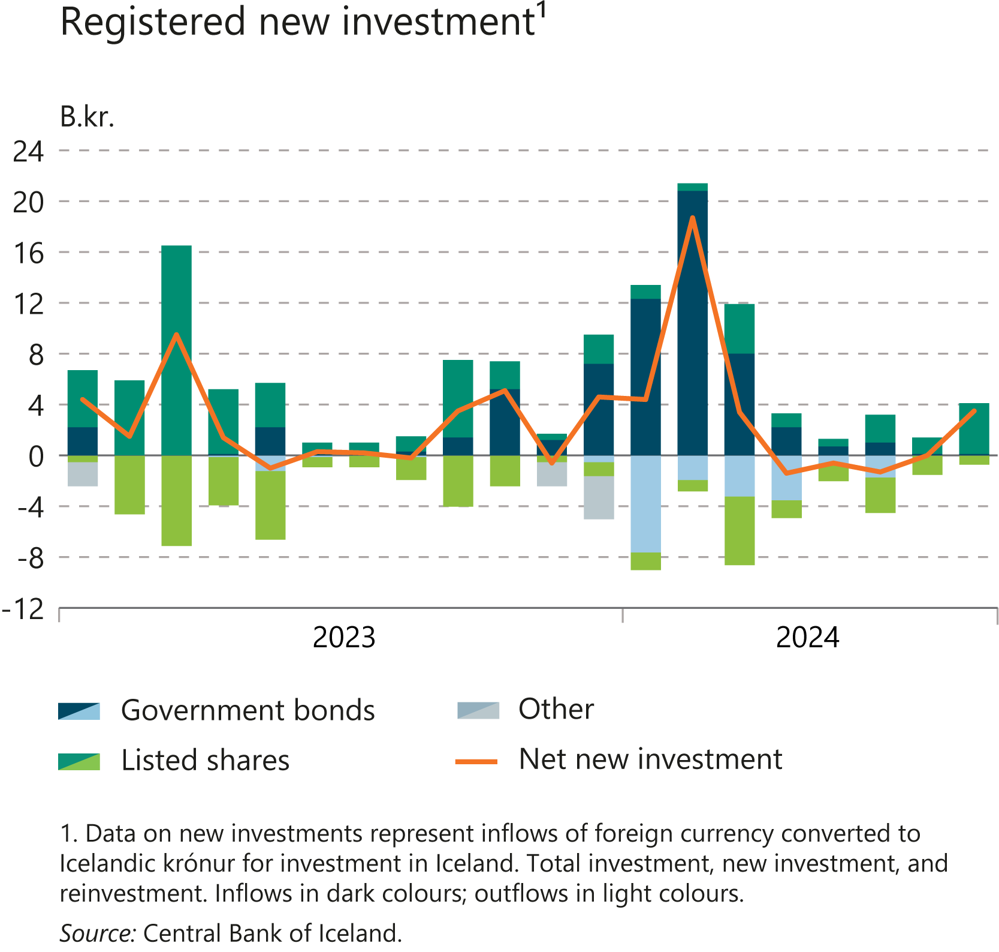 Registered new investment¹
B.kr.
24
20
16
12
8
4
0
-4
-8
-12
2023 2024
Government bonds
Other
Listed shares
Net new investment
1. Data on new investments represent inflows of foreign currency converted to
Icelandic krónur for investment in Iceland. Total investment, new investment, and
reinvestment. Inflows in dark colours; outflows in light colours.
Source: Central Bank of Iceland.